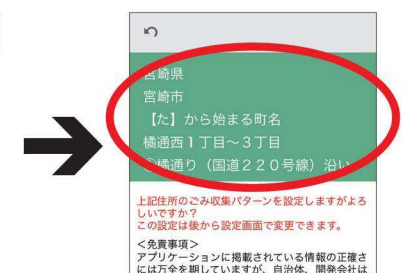 宮崎県
宮崎市
【た】から始まる町名
橘通西1丁目～3丁目
橘通り（国道220号線）沿い
上記住所のごみ収集パターンを設定しますがよろ
しいですか？
この設定は後から設定画面で変更できます。
＜免責事項＞
アプリケーションに掲載されている情報の正確さ
には万全を期していますが、自治体、開発会社は